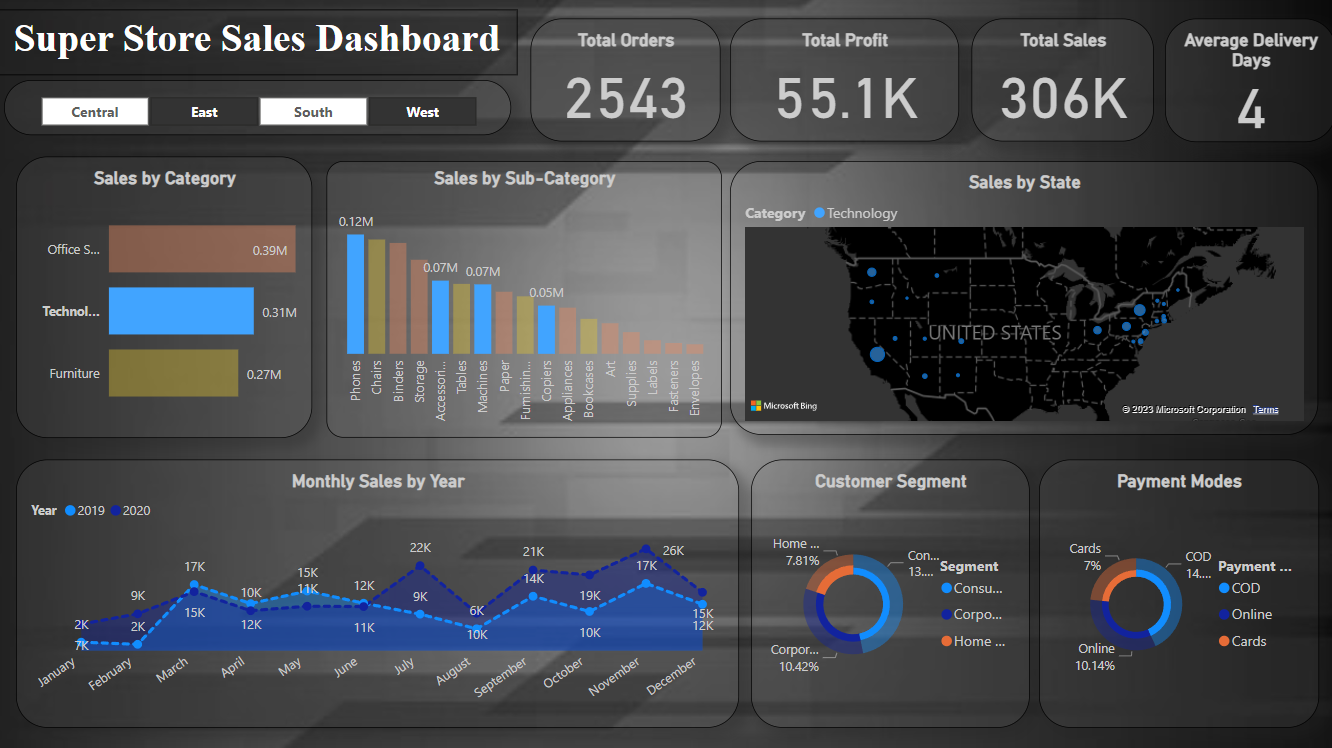 Super Store Sales Dashboard
Central East South West
Total Orders
2543
Total Profit
55.1K
Total Sales
306K
Average Delivery
Days
4
Sales by Category
Office S...
0.39M
Technol...
0.31M
Furniture
0.27M
Sales by Sub-Category
0.12M
0.07M
0.07M
0.05M
Phones
Chairs
Binders
Storage
Accessori...
Tables
Machines
Paper
Furnishin...
Copiers
Appliances
Bookcases
Art
Supplies
Labels
Fasteners
Envelopes
Sales by State
Category Technology
UNITED STATES
Microsoft Bing
© 2023 Microsoft Corporation Terms
Monthly Sales by Year
Year 2019 2020
2K
7K
9K
2K
17K
15K
10K
12K
15K
11K
12K
11K
22K
9K
6K
10K
21K
14K
19K
10K
26K
17K
15K
12K
January
February
March
April
May
June
July
August
September
October
November
December
Customer Segment
Home ...
7.81%
Con...
13....
Corpor...
10.42%
Segment
Consu...
Corpo...
Home ...
Payment Modes
Cards
7%
COD
14....
Online
10.14%
Payment ...
COD
Online
Cards